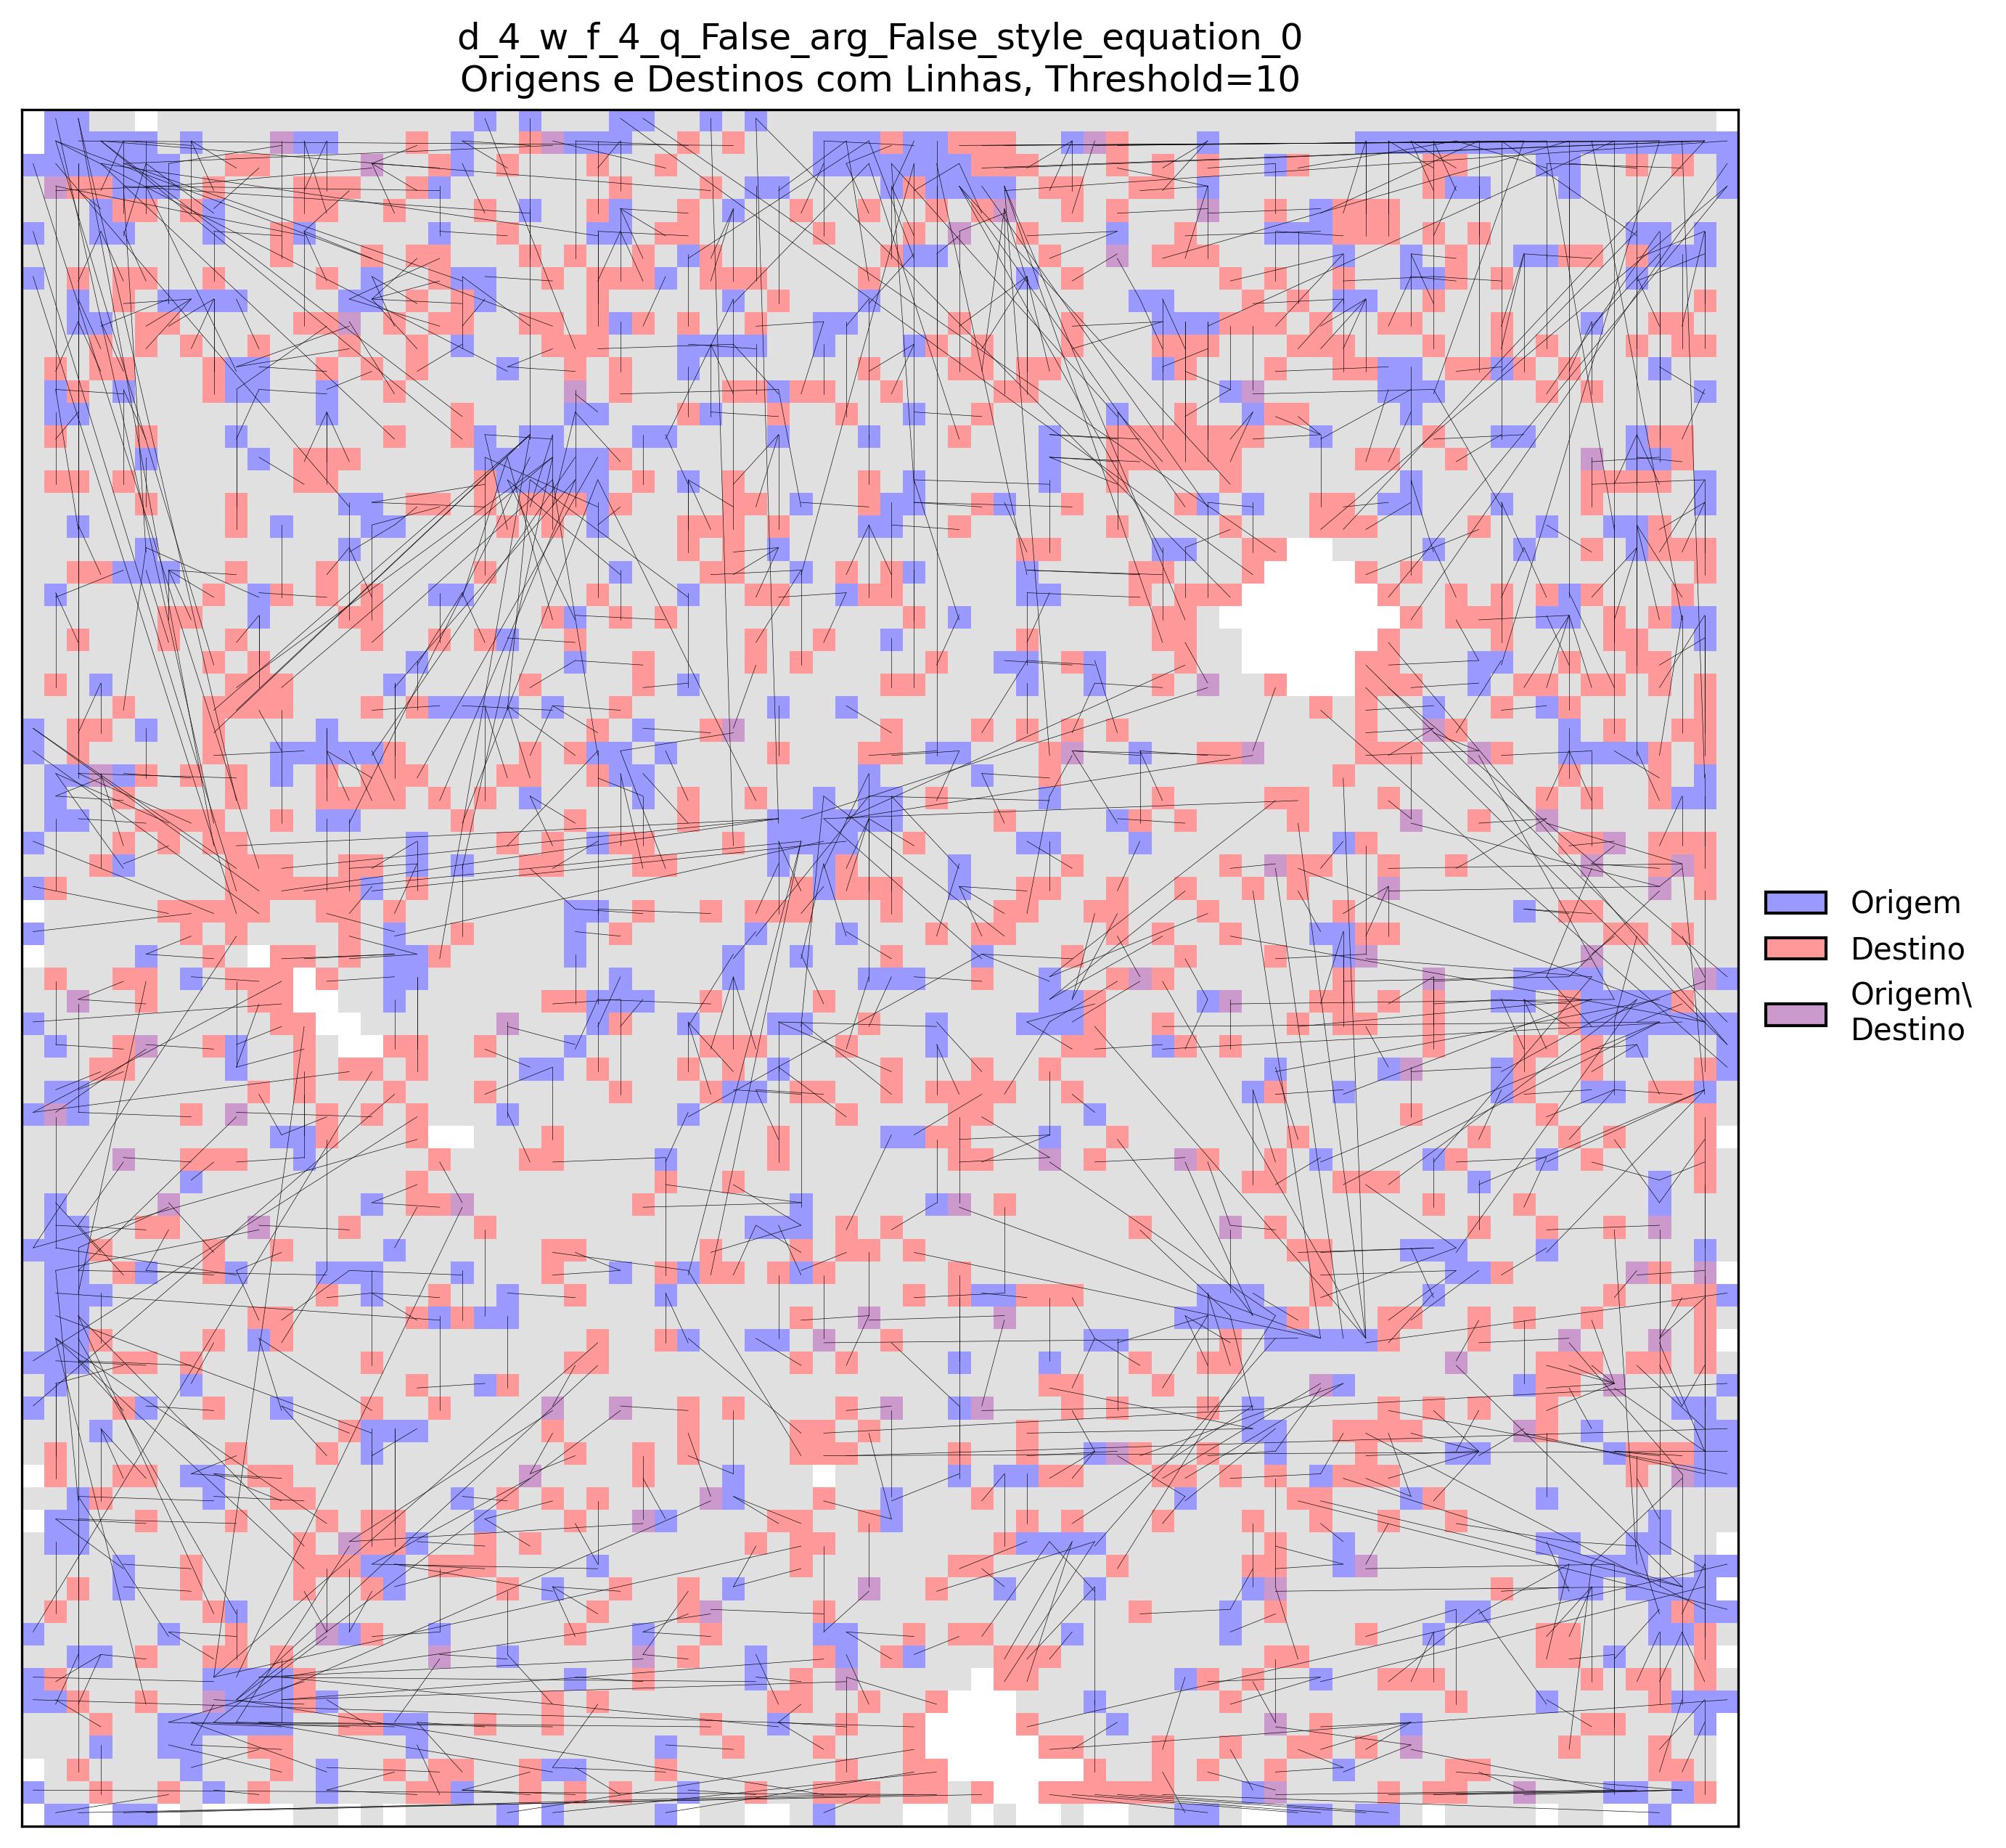 d_4_w_f_4_q_False_arg_False_style_equation_0
Origens e Destinos com Linhas, Threshold=10
Origem
Destino
Origem\
Destino